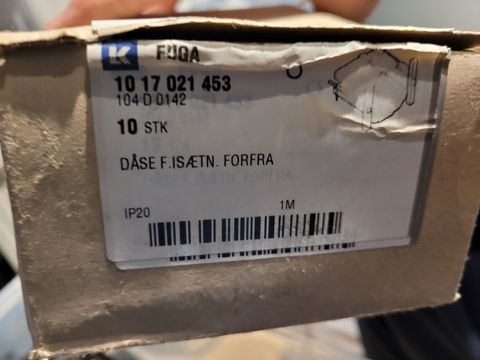 K FUGA
10 17 021 453
104 D 0142
10 STK
DÅSE F.ISÆTN. FORFRA
IP20 1M